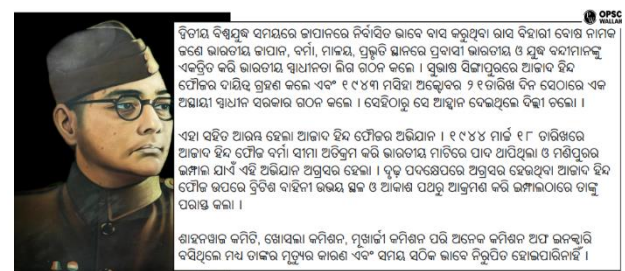 OPSC
WALLAH
ଦ୍ୱିତୀୟ ବିଶ୍ୱଯୁଦ୍ଧ ସମୟରେ ଜାପାନରେ ନିର୍ବାସିତ ଭାବେ ବାସ କରୁଥିବା ରାସ ବିହାରୀ ବୋଷ ନାମକ
ଜଣେ ଭାରତୀୟ ଜାପାନ, ବର୍ମା, ମାଳୟ, ପ୍ରଭୃତି ସ୍ଥାନରେ ପ୍ରବାସୀ ଭାରତୀୟ ଓ ଯୁଦ୍ଧ ବନ୍ଦୀମାନଙ୍କୁ
ଏକତ୍ରିତ କରି ଭାରତୀୟ ସ୍ୱାଧୀନତା ଲିଗ ଗଠନ କଲେ । ସୁଭାଷ ସିଙ୍ଗାପୁରରେ ଆଜାଦ ହିନ୍ଦ
ଫୌଜର ଦାୟିତ୍ୱ ଗ୍ରହଣ କଲେ ଏବଂ ୧୯୪୩ ମସିହା ଅକ୍ଟୋବର ୨୧ତାରିଖ ଦିନ ସେଠାରେ ଏକ
ଅସ୍ଥାୟୀ ସ୍ୱାଧୀନ ସରକାର ଗଠନ କଲେ । ସେହିଠାରୁ ସେ ଆହ୍ୱାନ ଦେଇଥିଲେ ଦିଲ୍ଲୀ ଚଲୋ ।
ଏହା ସହିତ ଆରମ୍ଭ ହେଲା ଆଜାଦ ହିନ୍ଦ ଫୌଜର ଅଭିଯାନ । ୧୯୪୪ ମାର୍ଚ୍ଚ ୧୮ ତାରିଖରେ
ଆଜାଦ ହିନ୍ଦ ଫୌଜ ବର୍ମା ସୀମା ଅତିକ୍ରମ କରି ଭାରତୀୟ ମାଟିରେ ପାଦ ଥାପିଥିଲା ଓ ମଣିପୁରର
ଇମ୍ଫାଲ ଯାଏଁ ଏହି ଅଭିଯାନ ଅଗ୍ରସର ହେଲା । ଦୃଢ଼ ପଦକ୍ଷେପରେ ଅଗ୍ରସର ହେଉଥିବା ଆଜାଦ ହିନ୍ଦ
ଫୌଜ ଉପରେ ବ୍ରିଟିଶ ବାହିନୀ ଉଭୟ ସ୍ଥଳ ଓ ଆକାଶ ପଥରୁ ଆକ୍ରମଣ କରି ଇମ୍ଫାଲଠାରେ ତାଙ୍କୁ
ପରାସ୍ତ କଲା ।
ଶାହନୱାଜ କମିଟି, ଖୋସଲା କମିଶନ, ମୂଖାର୍ଜୀ କମିଶନ ପରି ଅନେକ କମିଶନ ଅଫ ଇନକ୍ୱାରି
ବସିଥିଲେ ମଧ୍ୟ ତାଙ୍କର ମୃତ୍ୟୁର କାରଣ ଏବଂ ସମୟ ସଠିକ ଭାବେ ନିରୁପିତ ହୋଇପାରିନାହିଁ ।